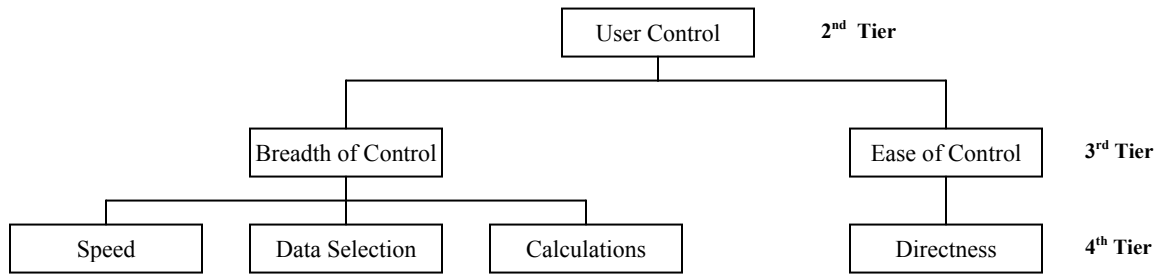 User Control
2nd Tier
Breadth of Control
Ease of Control
3rd Tier
Speed
Data Selection
Calculations
Directness
4th Tier